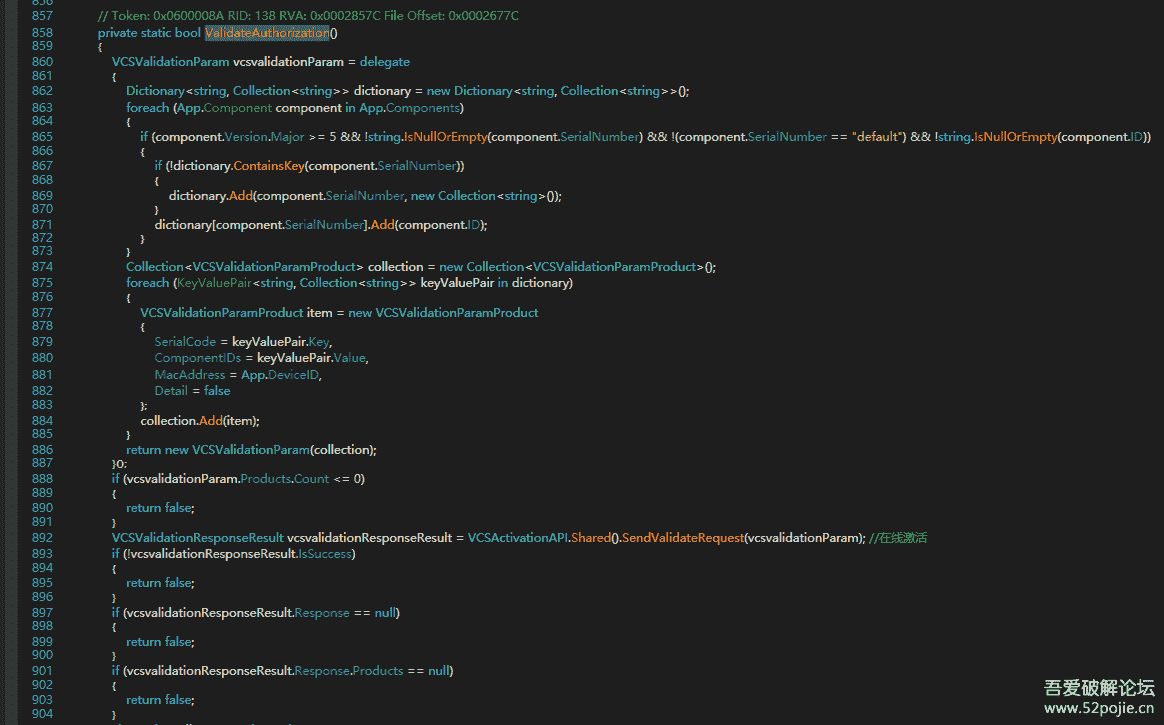 856
857 // Token: 0x0600008A RID: 138 RVA: 0x0002857C File Offset: 0x0002677C
858 private static bool ValidateAuthorization()
859 {
860 VCSValidationParam vcsvalidationParam = delegate
861 {
862 Dictionary<string, Collection<string>> dictionary = new Dictionary<string, Collection<string>>();
863 foreach (App.Component component in App.Components)
864 {
865 if (component.Version.Major >= 5 && !string.IsNullOrEmpty(component.SerialNumber) && !(component.SerialNumber == "default") && !string.IsNullOrEmpty(component.ID))
866 {
867 if (!dictionary.ContainsKey(component.SerialNumber))
868 {
869 dictionary.Add(component.SerialNumber, new Collection<string>());
870 }
871 dictionary[component.SerialNumber].Add(component.ID);
872 }
873 }
874 Collection<VCSValidationParamProduct> collection = new Collection<VCSValidationParamProduct>();
875 foreach (KeyValuePair<string, Collection<string>> keyValuePair in dictionary)
876 {
877 VCSValidationParamProduct item = new VCSValidationParamProduct
878 {
879 SerialCode = keyValuePair.Key,
880 ComponentIDs = keyValuePair.Value,
881 MacAddress = App.DeviceID,
882 Detail = false
883 };
884 collection.Add(item);
885 }
886 return new VCSValidationParam(collection);
887 }();
888 if (vcsvalidationParam.Products.Count <= 0)
889 {
890 return false;
891 }
892 VCSValidationResponseResult vcsvalidationResponseResult = VCSActivationAPI.Shared().SendValidateRequest(vcsvalidationParam); //在线激活
893 if (!vcsvalidationResponseResult.IsSuccess)
894 {
895 return false;
896 }
897 if (vcsvalidationResponseResult.Response == null)
898 {
899 return false;
900 }
901 if (vcsvalidationResponseResult.Response.Products == null)
902 {
903 return false;
904 }
吾爱破解论坛
www.52pojie.cn